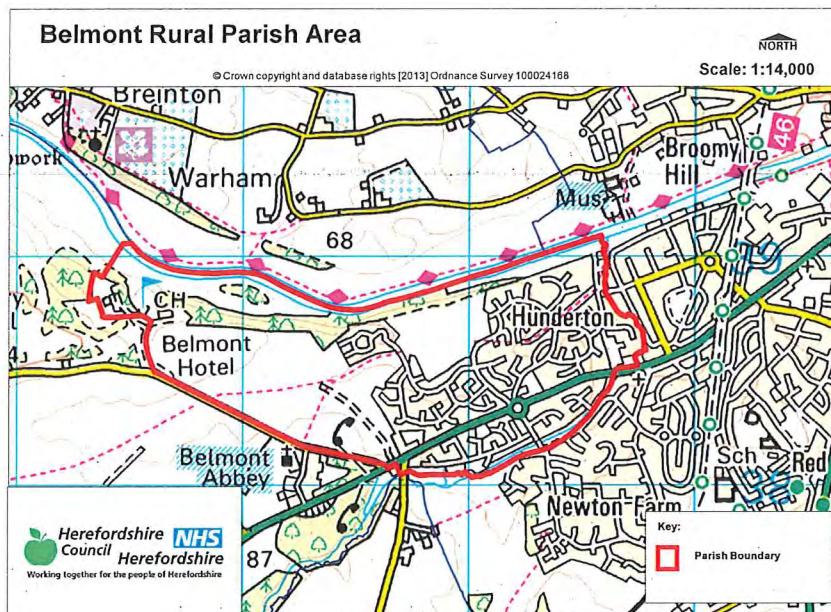 Belmont Rural Parish Area
NORTH
© Crown copyright and database rights [2013] Ordnance Survey 100024168
Scale: 1:14,000
Breinton
Broomy
Hill
46
Warham
Mus
68
CH
Hunderton
Belmont
Hotel
Belmont
Abbey
Sch
Red
Newton Farm
87
Herefordshire
Council
NHS
Herefordshire
Working together for the people of Herefordshire
Key:
Parish Boundary